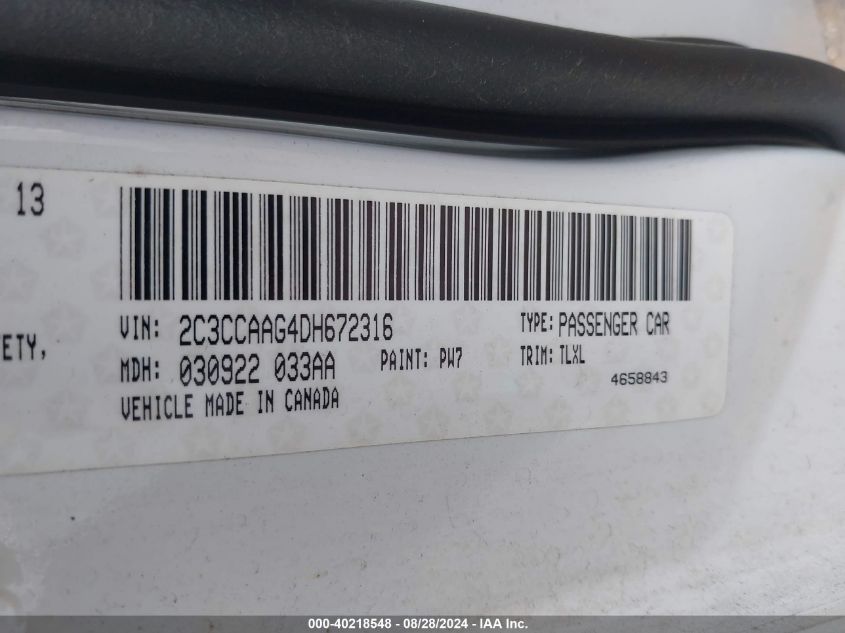 13
VIN: 2C3CCAAG4DH672316 TYPE: PASSENGER CAR
ETY,
MDH: 030922 033AA PAINT: PW7 TRIM: TLXL
4658843
VEHICLE MADE IN CANADA
000-40218548 - 08/28/2024 - IAA Inc.